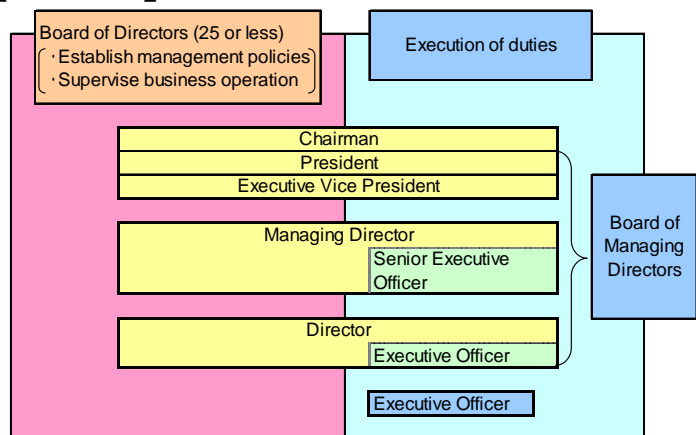 Board of Directors (25 or less)
·Establish management policies
·Supervise business operation
Execution of duties
Chairman
President
Executive Vice President
Managing Director
Senior Executive
Officer
Director
Executive Officer
Executive Officer
Board of
Managing
Directors